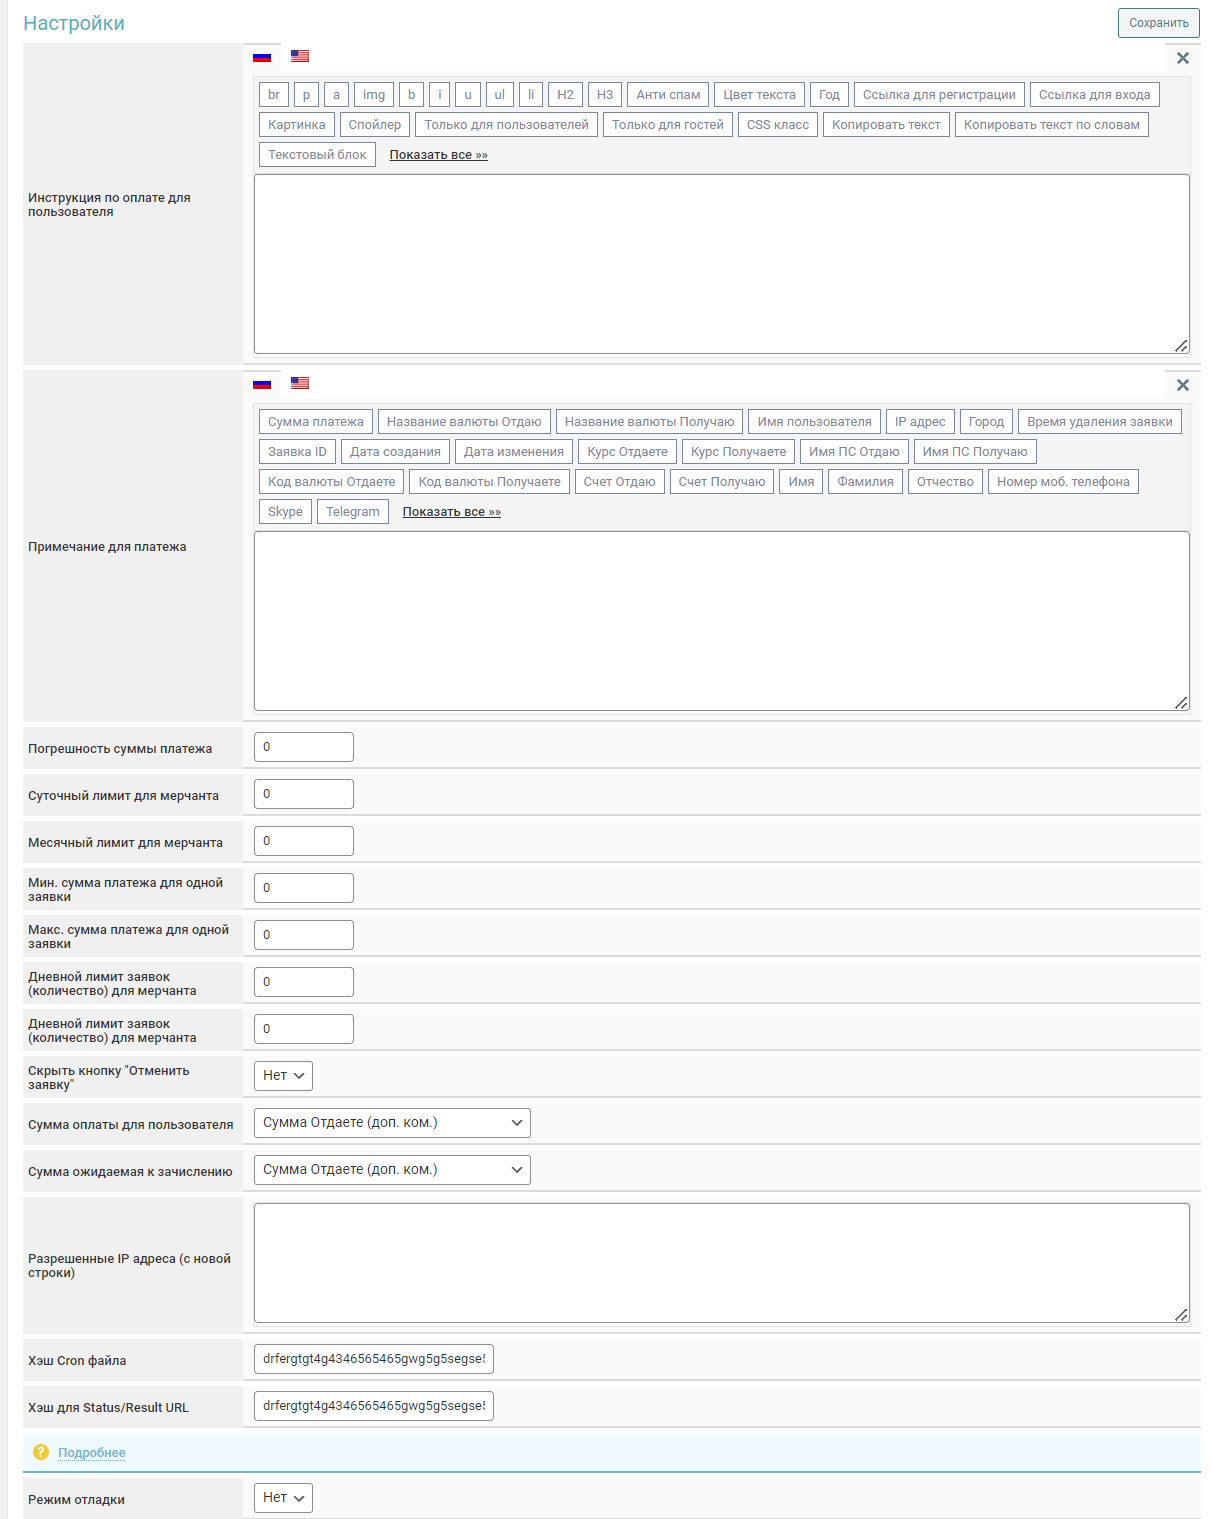 Настройки
Сохранить
br p a img b i u ul li H2 H3 Анти спам Цвет текста Год Ссылка для регистрации Ссылка для входа
Картинка Спойлер Только для пользователей Только для гостей CSS класс Копировать текст Копировать текст по словам
Текстовый блок Показать все »»
Инструкция по оплате для
пользователя
Сумма платежа Название валюты Отдаю Название валюты Получаю Имя пользователя IP адрес Город Время удаления заявки
Заявка ID Дата создания Дата изменения Курс Отдаете Курс Получаете Имя ПС Отдаю Имя ПС Получаю
Код валюты Отдаете Код валюты Получаете Счет Отдаю Счет Получаю Имя Фамилия Отчество Номер моб. телефона
Skype Telegram Показать все »»
Примечание для платежа
Погрешность суммы платежа 0
Суточный лимит для мерчанта 0
Месячный лимит для мерчанта 0
Мин. сумма платежа для одной
заявки 0
Макс. сумма платежа для одной
заявки 0
Дневной лимит заявок
(количество) для мерчанта 0
Дневной лимит заявок
(количество) для мерчанта 0
Скрыть кнопку "Отменить
заявку" Нет
Сумма оплаты для пользователя Сумма Отдаете (доп. ком.)
Сумма ожидаемая к зачислению Сумма Отдаете (доп. ком.)
Разрешенные IP адреса (с новой
строки)
Хэш Cron файла drfergtgt4g4346565465gwg5g5segse
Хэш для Status/Result URL drfergtgt4g4346565465gwg5g5segse
? Подробнее
Режим отладки Нет